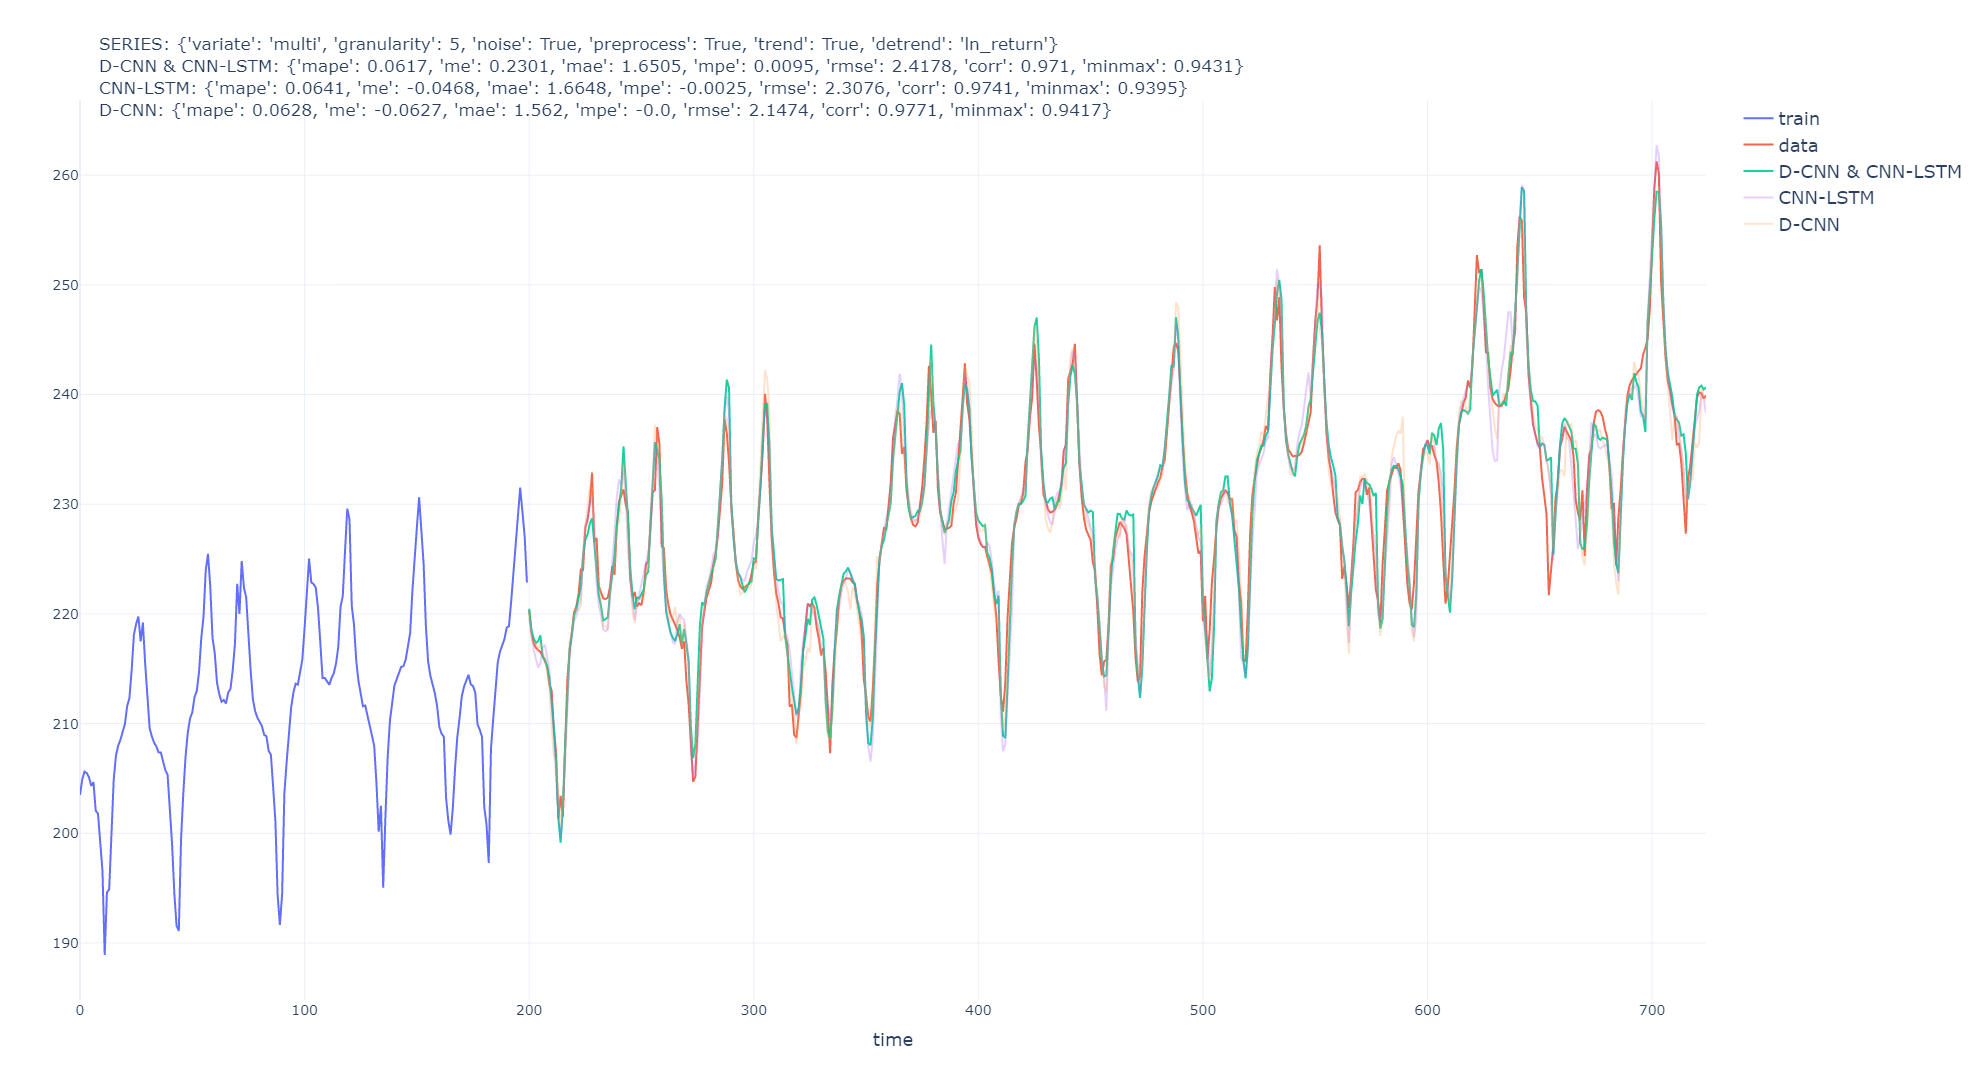 SERIES: {'variate': 'multi', 'granularity': 5, 'noise': True, 'preprocess': True, 'trend': True, 'detrend': 'ln_return'}
D-CNN & CNN-LSTM: {'mape': 0.0617, 'me': 0.2301, 'mae': 1.6505, 'mpe': 0.0095, 'rmse': 2.4178, 'corr': 0.971, 'minmax': 0.9431}
CNN-LSTM: {'mape': 0.0641, 'me': -0.0468, 'mae': 1.6648, 'mpe': -0.0025, 'rmse': 2.3076, 'corr': 0.9741, 'minmax': 0.9395}
D-CNN: {'mape': 0.0628, 'me': -0.0627, 'mae': 1.562, 'mpe': -0.0, 'rmse': 2.1474, 'corr': 0.9771, 'minmax': 0.9417}
train
data
D-CNN & CNN-LSTM
CNN-LSTM
D-CNN
260
250
240
230
220
210
200
190
0 100 200 300 400 500 600 700
time